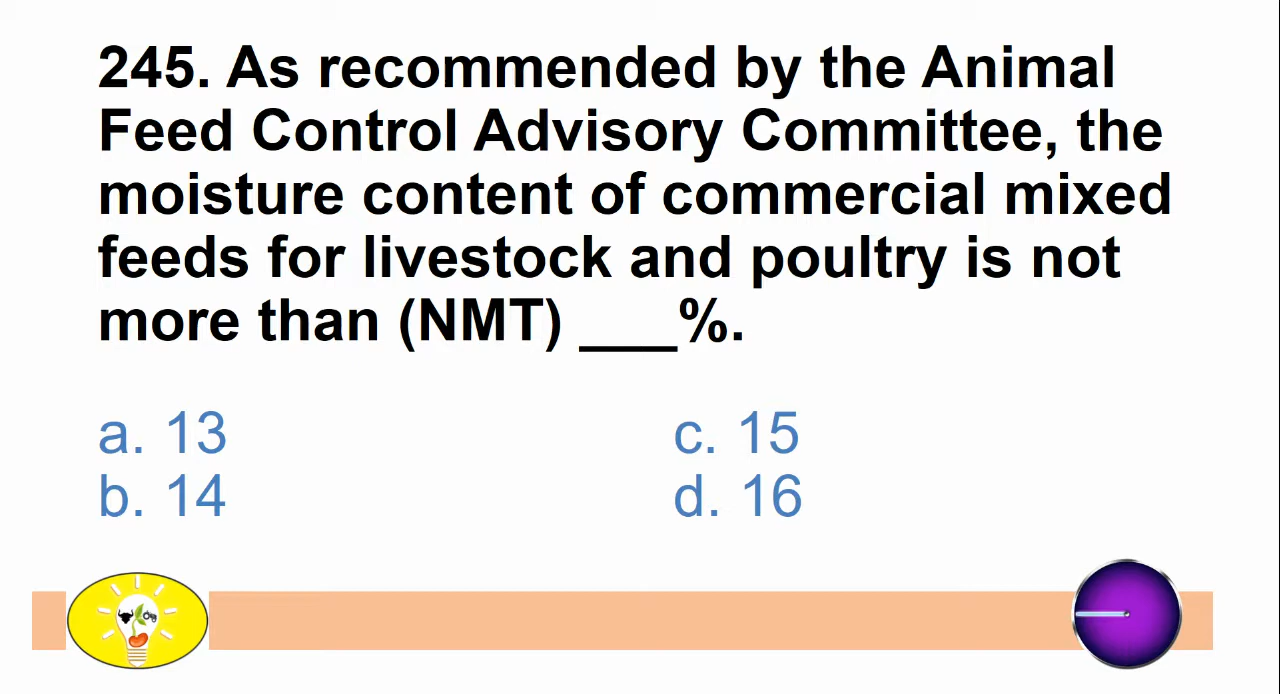 245. As recommended by the Animal
Feed Control Advisory Committee, the
moisture content of commercial mixed
feeds for livestock and poultry is not
more than (NMT) ___%.
a. 13
c. 15
b. 14
d. 16